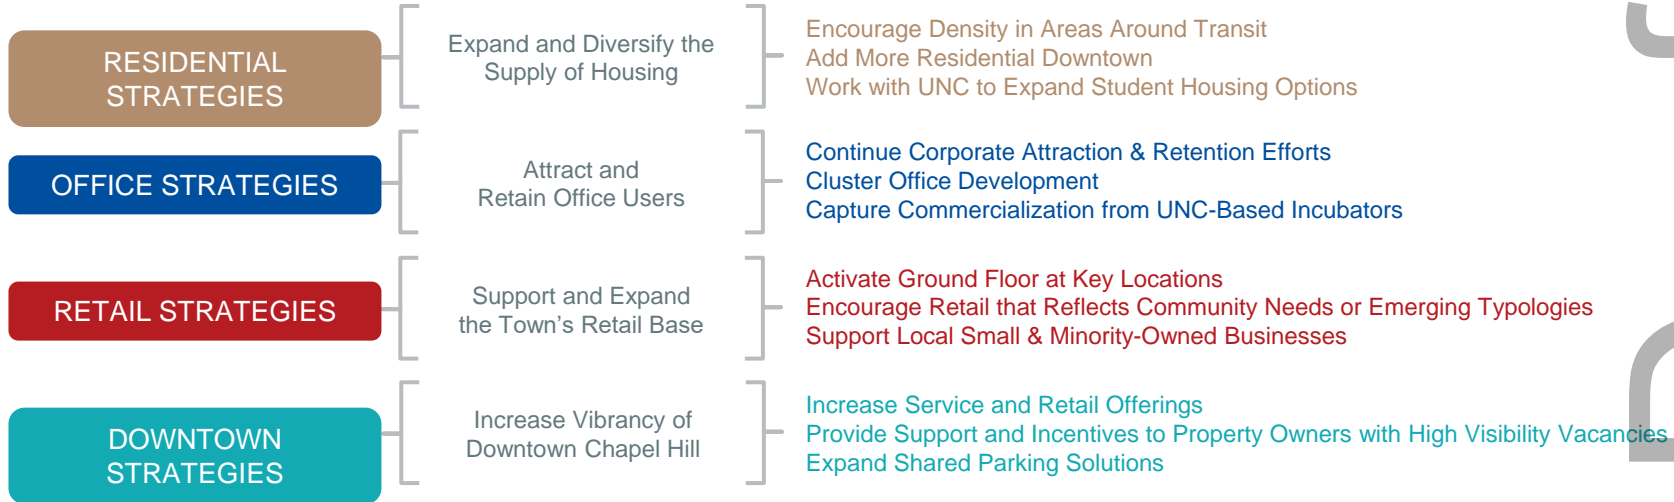 RESIDENTIAL
STRATEGIES
Expand and Diversify the
Supply of Housing
Encourage Density in Areas Around Transit
Add More Residential Downtown
Work with UNC to Expand Student Housing Options
OFFICE STRATEGIES
Attract and
Retain Office Users
Continue Corporate Attraction & Retention Efforts
Cluster Office Development
Capture Commercialization from UNC-Based Incubators
RETAIL STRATEGIES
Support and Expand
the Town's Retail Base
Activate Ground Floor at Key Locations
Encourage Retail that Reflects Community Needs or Emerging Typologies
Support Local Small & Minority-Owned Businesses
DOWNTOWN
STRATEGIES
Increase Vibrancy of
Downtown Chapel Hill
Increase Service and Retail Offerings
Provide Support and Incentives to Property Owners with High Visibility Vacancies
Expand Shared Parking Solutions